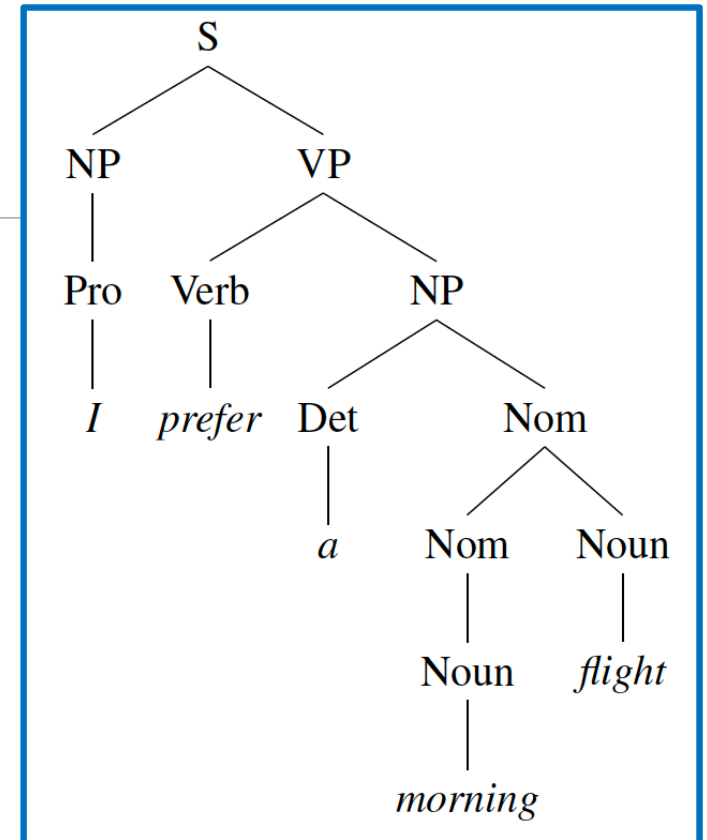 S
NP VP
Pro Verb NP
I prefer Det Nom
a Nom Noun
Noun flight
morning